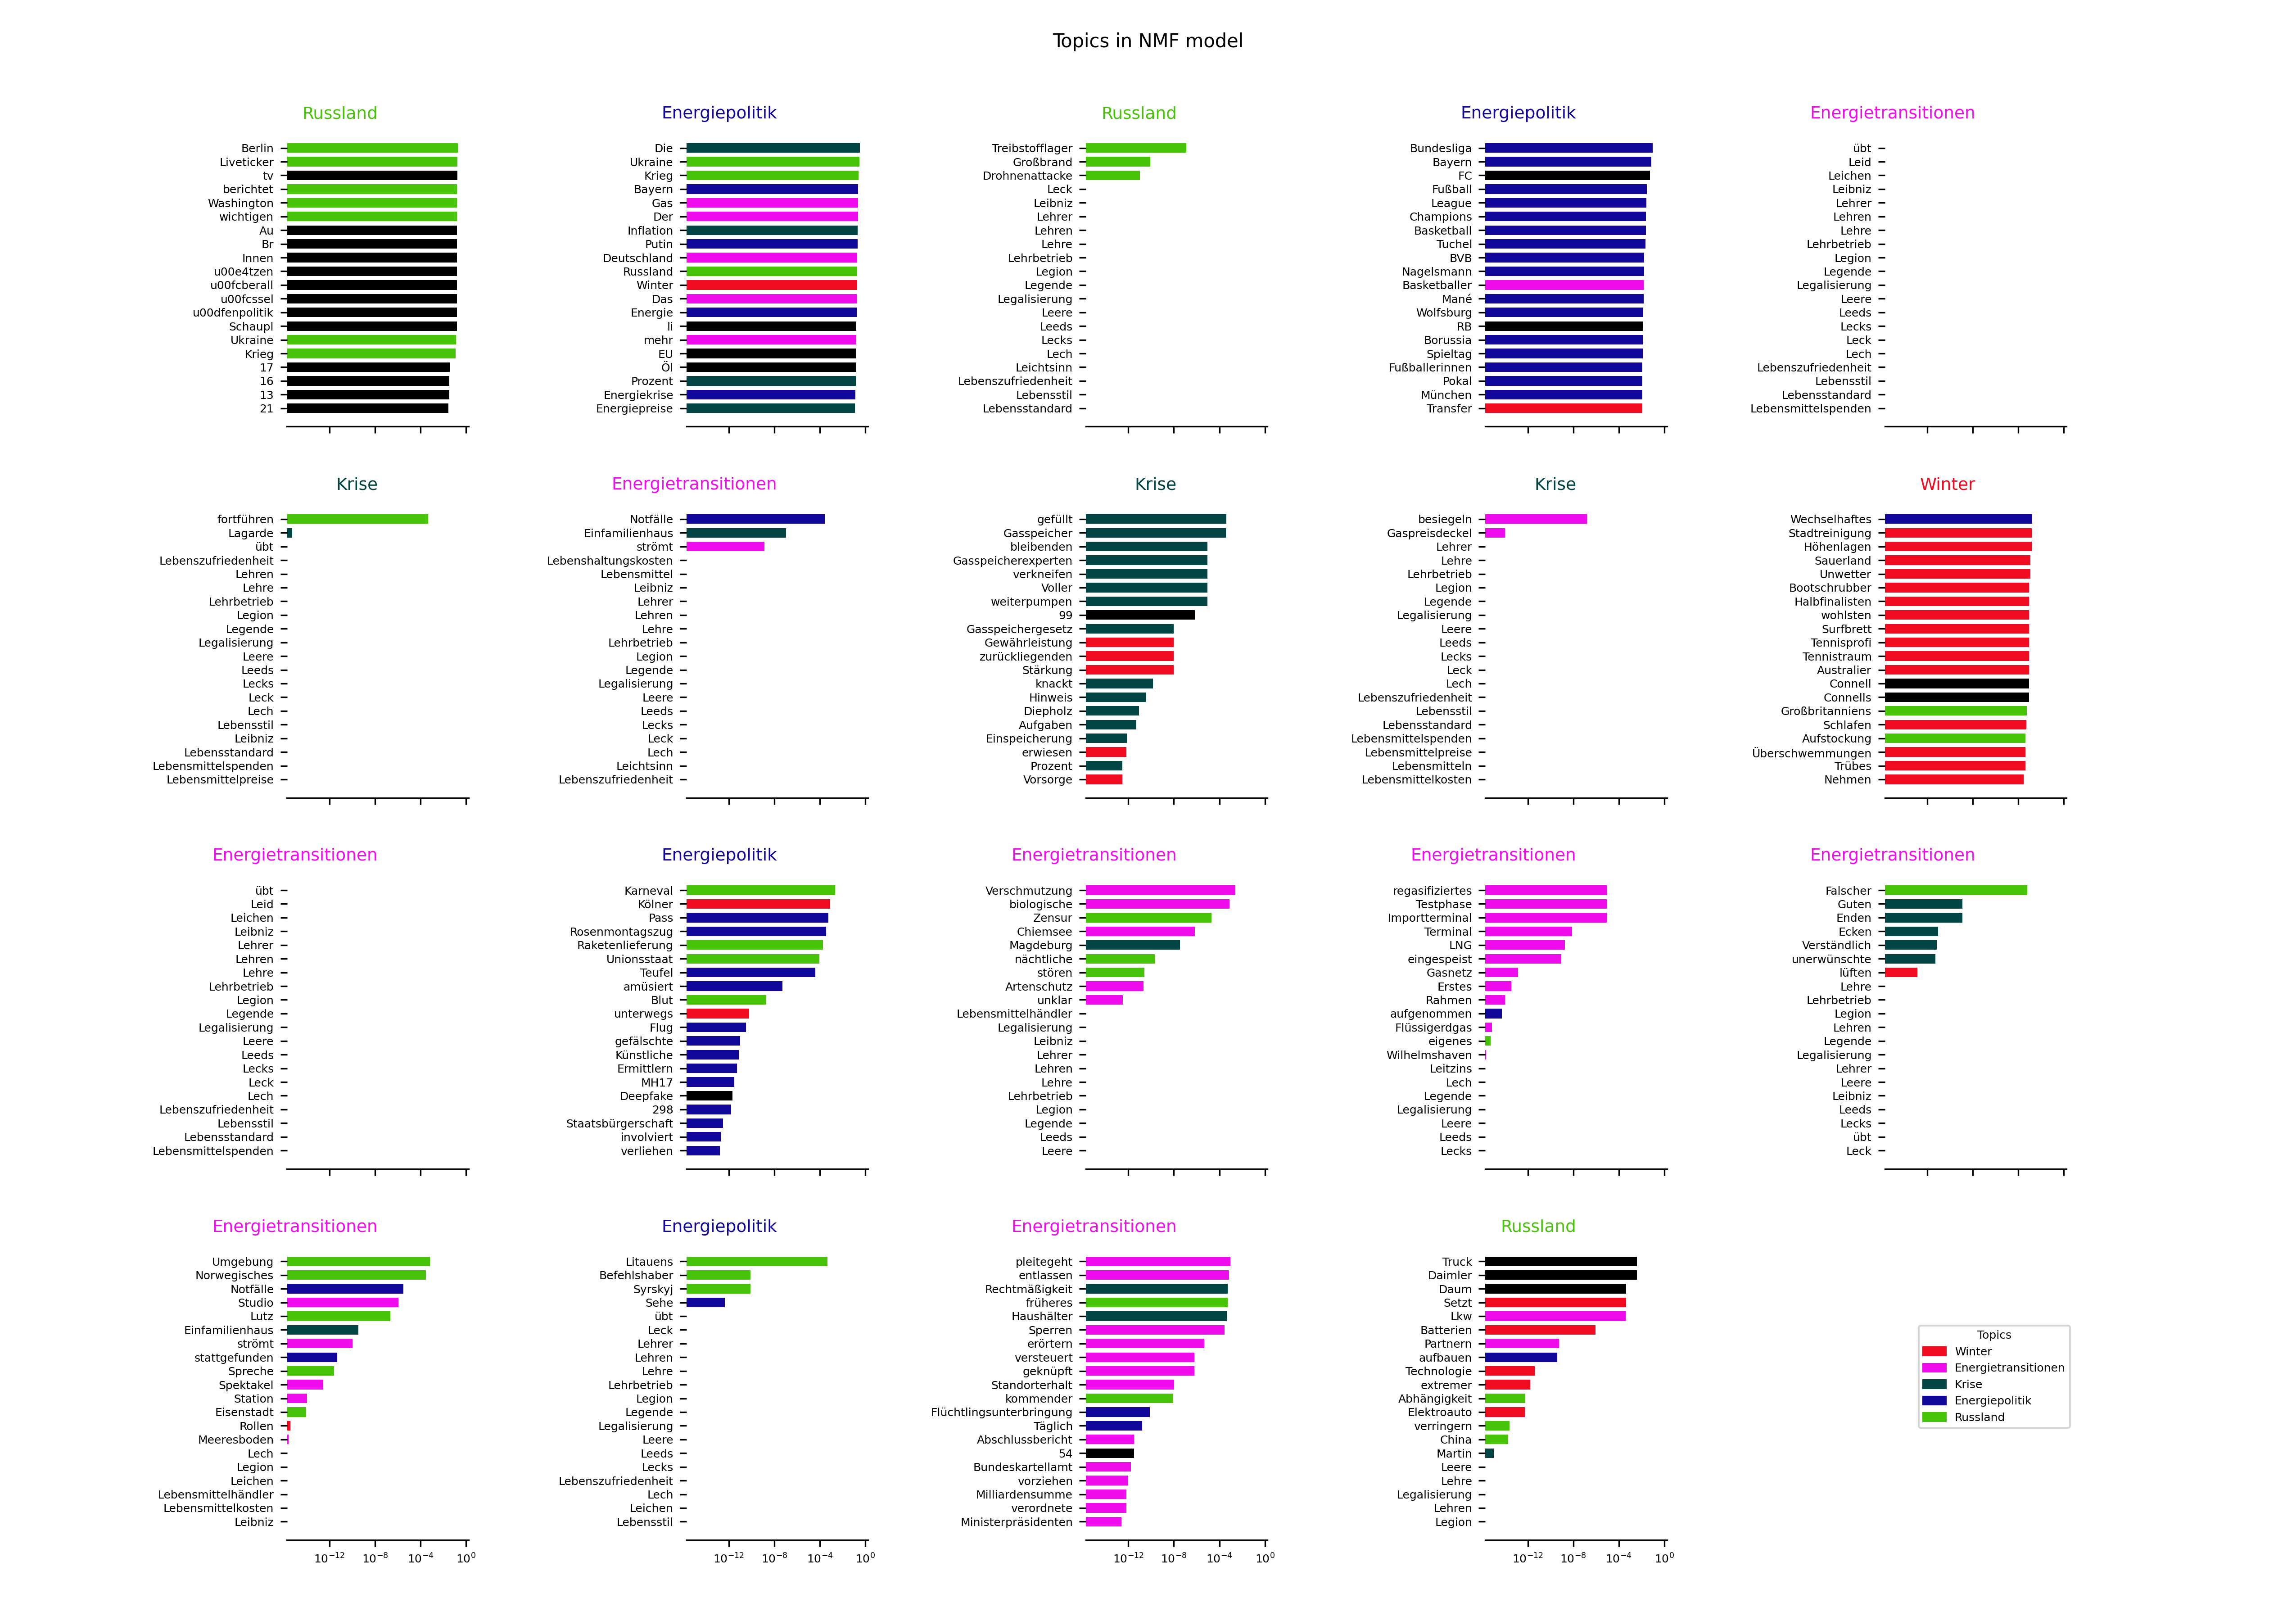 Topics in NMF model
Russland
Berlin
Liveticker
tv
berichtet
Washington
wichtigen
Au
Br
Innen
u00e4tzen
u00fcberall
u00fcssel
u00dfenpolitik
Schaupl
Ukraine
Krieg
17
16
13
21
Energiepolitik
Die
Ukraine
Krieg
Bayern
Gas
Der
Inflation
Putin
Deutschland
Russland
Winter
Das
Energie
li
mehr
EU
Öl
Prozent
Energiekrise
Energiepreise
Russland
Treibstofflager
Großbrand
Drohnenattacke
Leck
Leibniz
Lehrer
Lehren
Lehre
Lehrbetrieb
Legion
Legende
Legalisierung
Leere
Leeds
Lecks
Lech
Leichtsinn
Lebenszufriedenheit
Lebensstil
Lebensstandard
Energiepolitik
Bundesliga
Bayern
FC
Fußball
League
Champions
Basketball
Tuchel
BVB
Nagelsmann
Basketballer
Mané
Wolfsburg
RB
Borussia
Spieltag
Fußballerinnen
Pokal
München
Transfer
Energietransitionen
übt
Leid
Leichen
Leibniz
Lehrer
Lehren
Lehre
Lehrbetrieb
Legion
Legende
Legalisierung
Leere
Leeds
Lecks
Leck
Lech
Lebenszufriedenheit
Lebensstil
Lebensstandard
Lebensmittelspenden
Krise
fortführen
Lagarde
übt
Lebenszufriedenheit
Lehren
Lehre
Lehrbetrieb
Legion
Legende
Legalisierung
Leere
Leeds
Lecks
Leck
Lech
Lebensstil
Leibniz
Lebensstandard
Lebensmittelspenden
Lebensmittelpreise
Energietransitionen
Notfälle
Einfamilienhaus
strömt
Lebenshaltungskosten
Lebensmittel
Leibniz
Lehrer
Lehren
Lehre
Lehrbetrieb
Legion
Legende
Legalisierung
Leere
Leeds
Lecks
Leck
Lech
Leichtsinn
Lebenszufriedenheit
Krise
gefüllt
Gasspeicher
bleibenden
Gasspeicherexperten
verkneifen
Voller
weiterpumpen
99
Gasspeichergesetz
Gewährleistung
zurückliegenden
Stärkung
knackt
Hinweis
Diepholz
Aufgaben
Einspeicherung
erwiesen
Prozent
Vorsorge
Krise
besiegeln
Gaspreisdeckel
Lehrer
Lehre
Lehrbetrieb
Legion
Legende
Legalisierung
Leere
Leeds
Lecks
Leck
Lech
Lebenszufriedenheit
Lebensstil
Lebensstandard
Lebensmittelspenden
Lebensmittelpreise
Lebensmitteln
Lebensmittelkosten
Winter
Wechselhaftes
Stadtreinigung
Höhenlagen
Sauerland
Unwetter
Bootschrubber
Halbfinalisten
wohlsten
Surfbrett
Tennisprofi
Tennistraum
Australier
Connell
Connells
Großbritanniens
Schlafen
Aufstockung
Überschwemmungen
Trübes
Nehmen
Energietransitionen
übt
Leid
Leichen
Leibniz
Lehrer
Lehren
Lehre
Lehrbetrieb
Legion
Legende
Legalisierung
Leere
Leeds
Lecks
Leck
Lech
Lebenszufriedenheit
Lebensstil
Lebensstandard
Lebensmittelspenden
Energiepolitik
Karneval
Kölner
Pass
Rosenmontagszug
Raketenlieferung
Unionsstaat
Teufel
amüsiert
Blut
unterwegs
Flug
gefälschte
Künstliche
Ermittlern
MH17
Deepfake
298
Staatsbürgerschaft
involviert
verliehen
Energietransitionen
Verschmutzung
biologische
Zensur
Chiemsee
Magdeburg
nächtliche
stören
Artenschutz
unklar
Lebensmittelhändler
Legalisierung
Leibniz
Lehrer
Lehren
Lehre
Lehrbetrieb
Legion
Legende
Leeds
Leere
Energietransitionen
regasifiziertes
Testphase
Importterminal
Terminal
LNG
eingespeist
Gasnetz
Erstes
Rahmen
aufgenommen
Flüssigerdgas
eigenes
Wilhelmshaven
Leitzins
Lech
Legende
Legalisierung
Leere
Leeds
Lecks
Energietransitionen
Falscher
Guten
Enden
Ecken
Verständlich
unerwünschte
lüften
Lehre
Lehrbetrieb
Legion
Lehren
Legende
Legalisierung
Lehrer
Leere
Leibniz
Leeds
Lecks
übt
Leck
Energietransitionen
Umgebung
Norwegisches
Notfälle
Studio
Lutz
Einfamilienhaus
strömt
stattgefunden
Spreche
Spektakel
Station
Eisenstadt
Rollen
Meeresboden
Lech
Legion
Leichen
Lebensmittelhändler
Lebensmittelkosten
Leibniz
10⁻¹² 10⁻⁸ 10⁻⁴ 10⁰
Energiepolitik
Litauens
Befehlshaber
Syrskyj
Sehe
übt
Leck
Lehrer
Lehren
Lehre
Lehrbetrieb
Legion
Legende
Legalisierung
Leere
Leeds
Lecks
Lebenszufriedenheit
Lech
Leichen
Lebensstil
10⁻¹² 10⁻⁸ 10⁻⁴ 10⁰
Energietransitionen
pleitegeht
entlassen
Rechtmäßigkeit
früheres
Haushälter
Sperren
erörtern
versteuert
geknüpft
Standorterhalt
kommender
Flüchtlingsunterbringung
Täglich
Abschlussbericht
54
Bundeskartellamt
vorziehen
Milliardensumme
verordnete
Ministerpräsidenten
10⁻¹² 10⁻⁸ 10⁻⁴ 10⁰
Russland
Truck
Daimler
Daum
Setzt
Lkw
Batterien
Partnern
aufbauen
Technologie
extremer
Abhängigkeit
Elektroauto
verringern
China
Martin
Leere
Lehre
Legalisierung
Lehren
Legion
10⁻¹² 10⁻⁸ 10⁻⁴ 10⁰
Topics
Winter
Energietransitionen
Krise
Energiepolitik
Russland